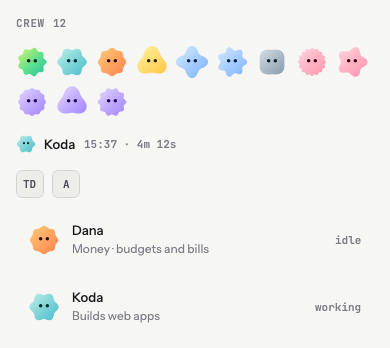 CREW 12
Koda 15:37 · 4m 12s
TD A
Dana
Money · budgets and bills
idle
Koda
Builds web apps
working